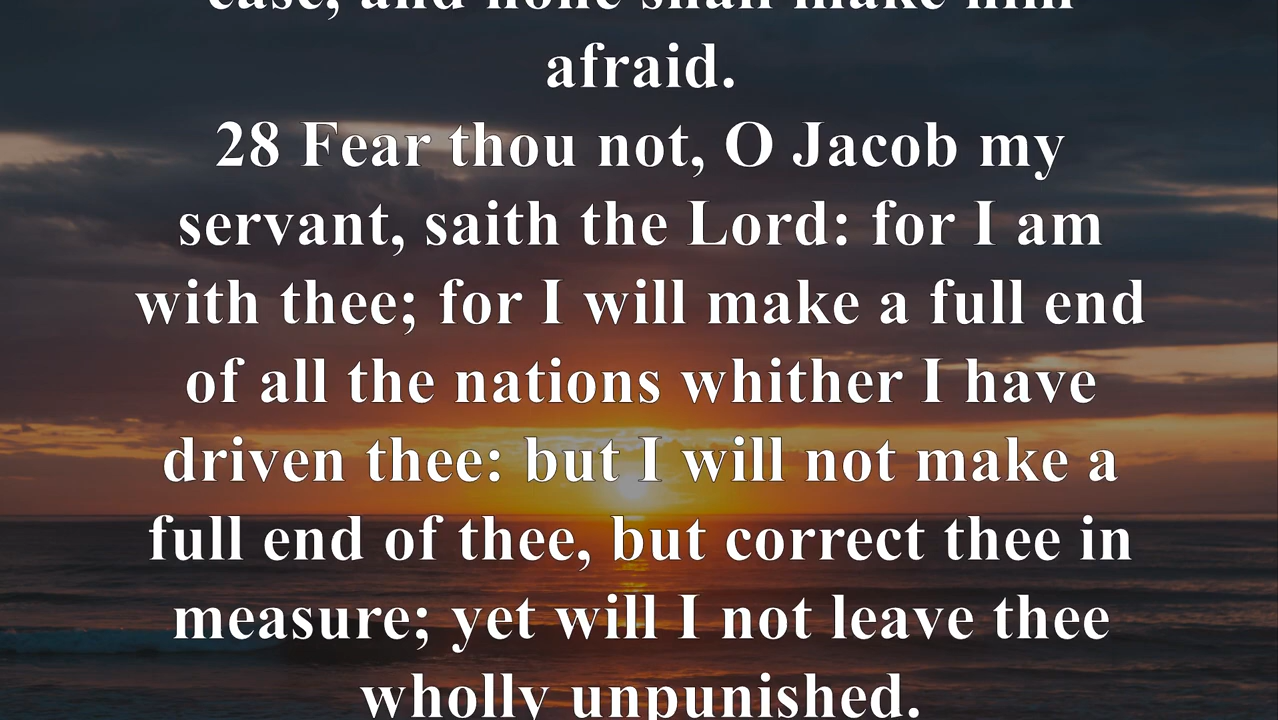 ease, and none shall make him
afraid.
28 Fear thou not, O Jacob my
servant, saith the Lord: for I am
with thee; for I will make a full end
of all the nations whither I have
driven thee: but I will not make a
full end of thee, but correct thee in
measure; yet will I not leave thee
wholly unpunished.